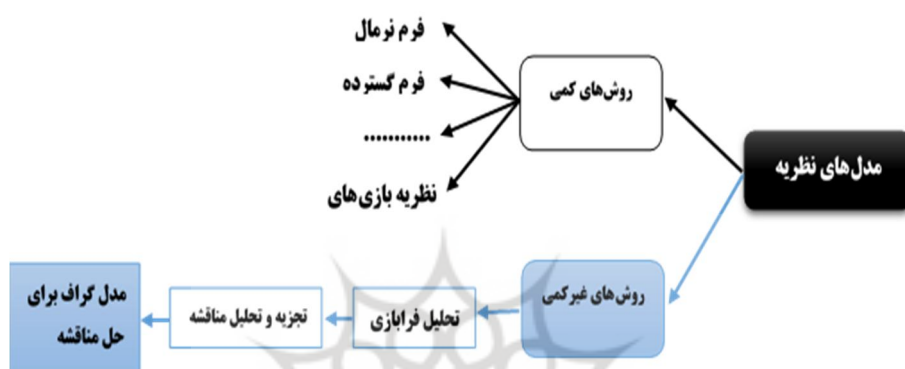 مدل‌های نظریه
روش‌های کمی
فرم نرمال
فرم گسترده
...........
نظریه بازی‌های
روش‌های غیرکمی
تحلیل فرابازی
تجزیه و تحلیل مناقشه
مدل گراف برای
حل مناقشه